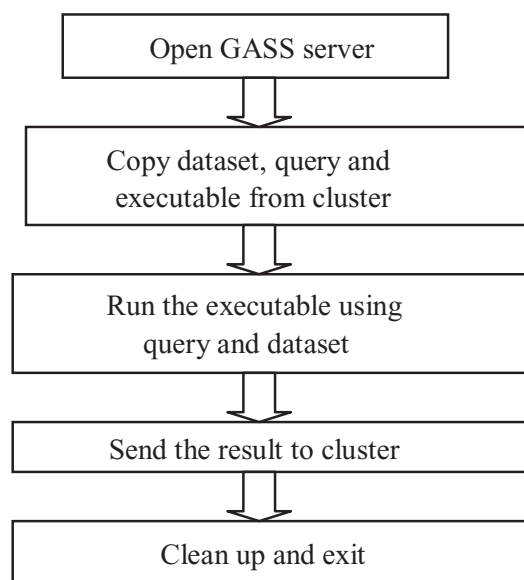 Open GASS server
Copy dataset, query and
executable from cluster
Run the executable using
query and dataset
Send the result to cluster
Clean up and exit